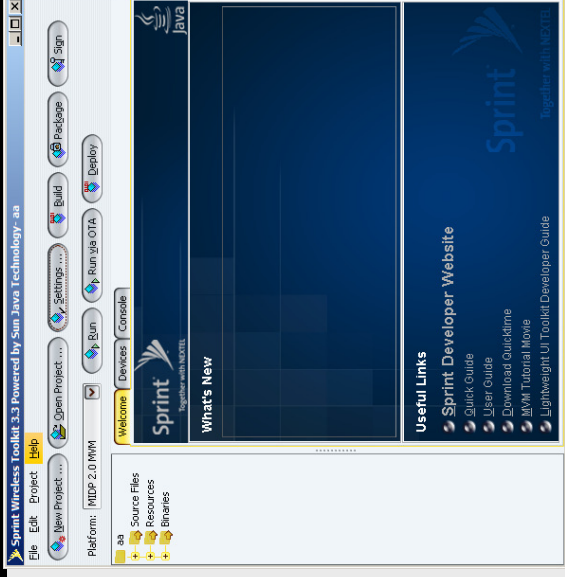 Sprint Wireless Toolkit 3.3 Powered by Sun Java Technology- aa
File Edit Project Help
New Project ... Open Project ... Settings ... Build Package Sign
Platform: MIDP 2.0 MVM Run Run via OTA Deploy
aa
Source Files
Resources
Binaries
Welcome Devices Console
Sprint
Together with NEXTEL
Java
What's New
Useful Links
Sprint Developer Website
Quick Guide
User Guide
Download Quicktime
MVM Tutorial Movie
Lightweight UI Toolkit Developer Guide
Sprint
Together with NEXTEL